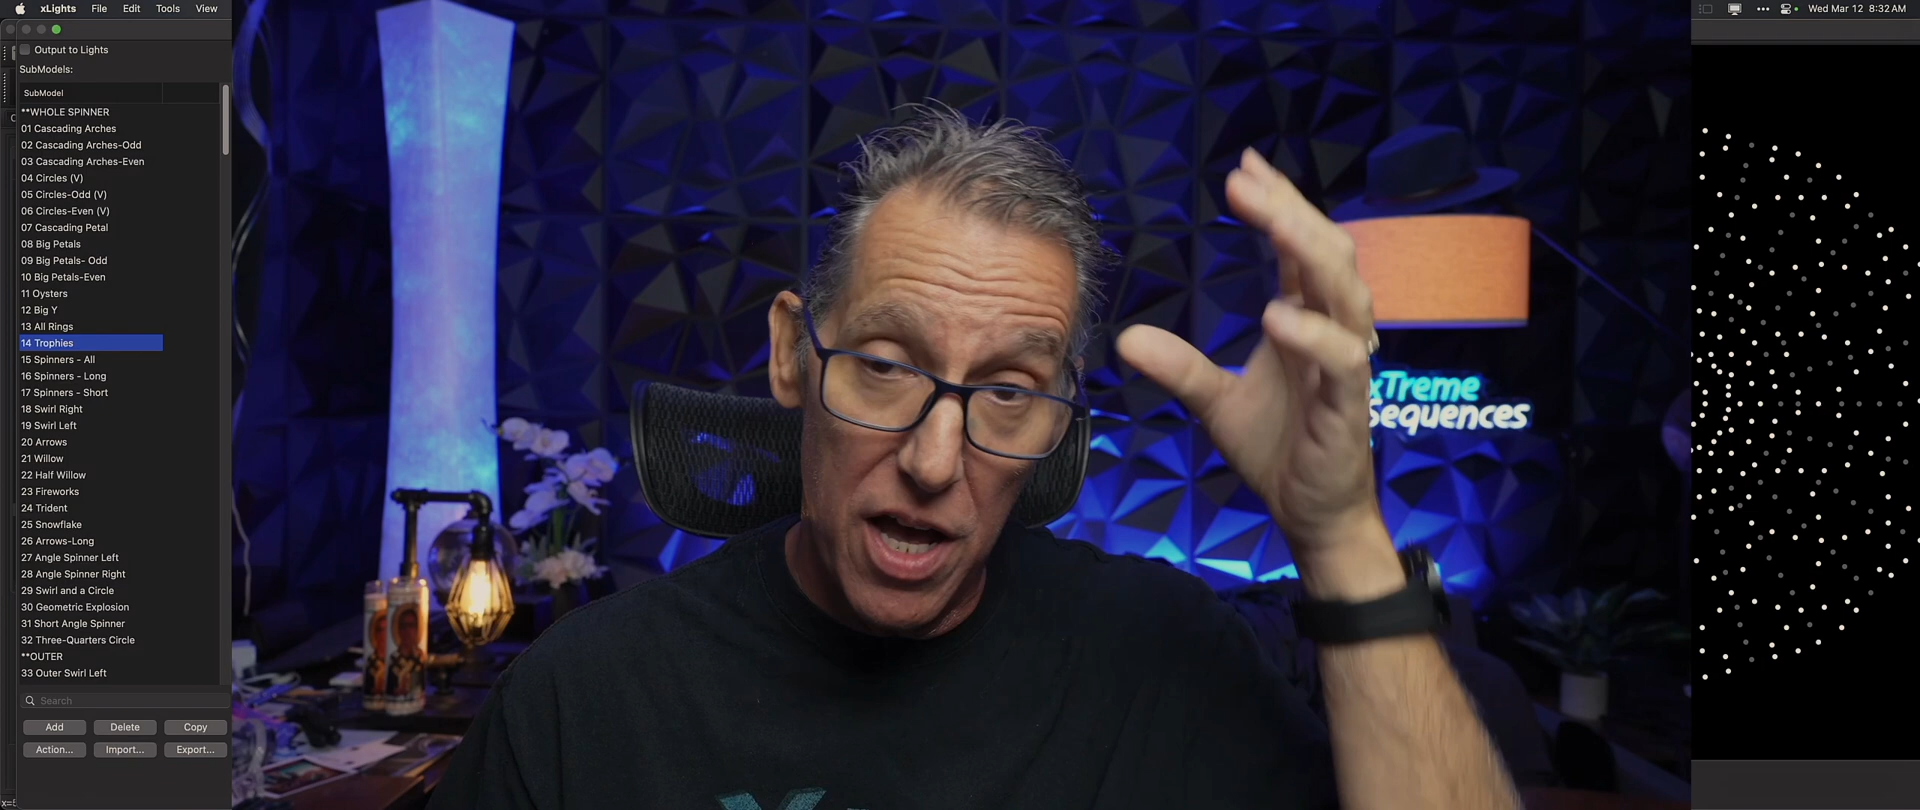 xLights File Edit Tools View
Wed Mar 12 8:32 AM
Output to Lights
SubModels:
SubModel
**WHOLE SPINNER
01 Cascading Arches
02 Cascading Arches-Odd
03 Cascading Arches-Even
04 Circles (V)
05 Circles-Odd (V)
06 Circles-Even (V)
07 Cascading Petal
08 Big Petals
09 Big Petals- Odd
10 Big Petals-Even
11 Oysters
12 Big Y
13 All Rings
14 Trophies
15 Spinners - All
16 Spinners - Long
17 Spinners - Short
18 Swirl Right
19 Swirl Left
20 Arrows
21 Willow
22 Half Willow
23 Fireworks
24 Trident
25 Snowflake
26 Arrows-Long
27 Angle Spinner Left
28 Angle Spinner Right
29 Swirl and a Circle
30 Geometric Explosion
31 Short Angle Spinner
32 Three-Quarters Circle
**OUTER
33 Outer Swirl Left
Search
Add Delete Copy
Action... Import... Export...
xTreme
Sequences